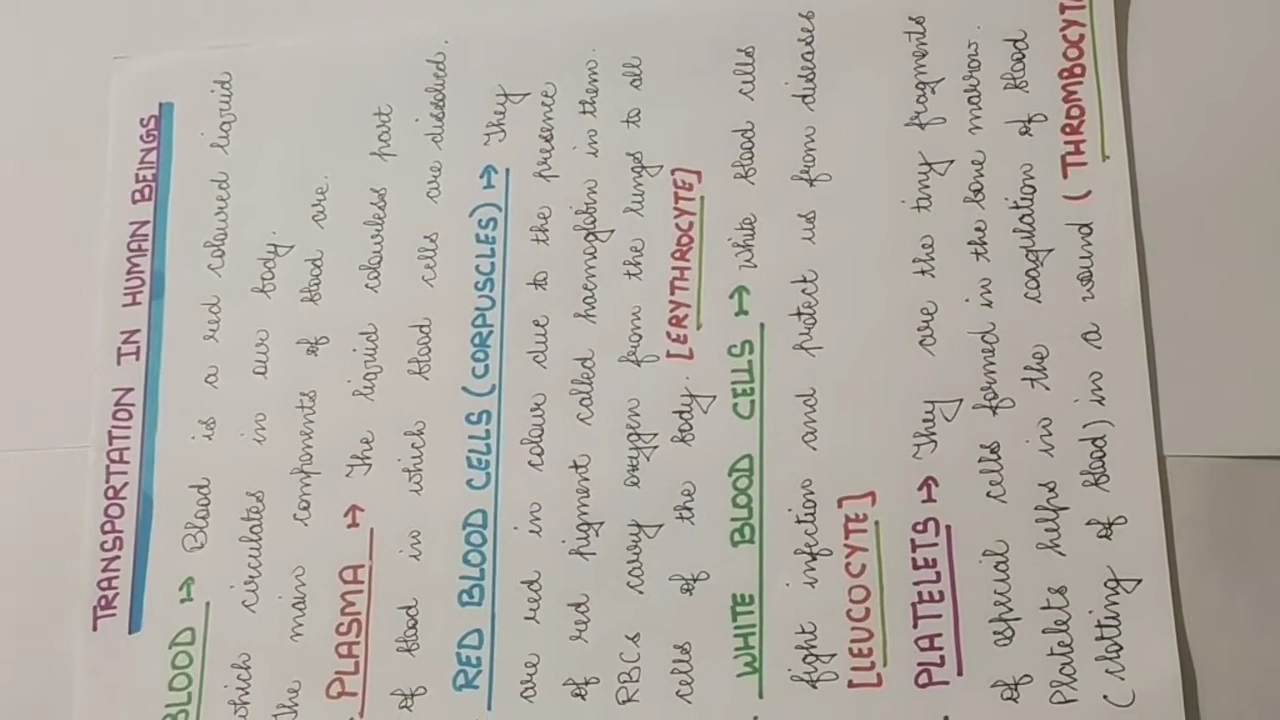 TRANSPORTATION IN HUMAN BEINGS
BLOOD ↦ Blood is a red coloured liquid
which circulates in our body.
The main components of blood are.
PLASMA ↦ The liquid colourless part
of blood in which blood cells are dissolved.
RED BLOOD CELLS (CORPUSCLES) ↦ They
are red in colour due to the presence
of red pigment called haemoglobin in them.
RBCs carry oxygen from the lungs to all
cells of the body. [ERYTHROCYTE]
WHITE BLOOD CELLS ↦ White blood cells
fight infection and protect us from diseases
[LEUCOCYTE]
PLATELETS ↦ They are the tiny fragments
of especial cells formed in the bone marrow.
Platelets helps in the coagulation of blood
(clotting of blood) in a wound (THROMBOCYT